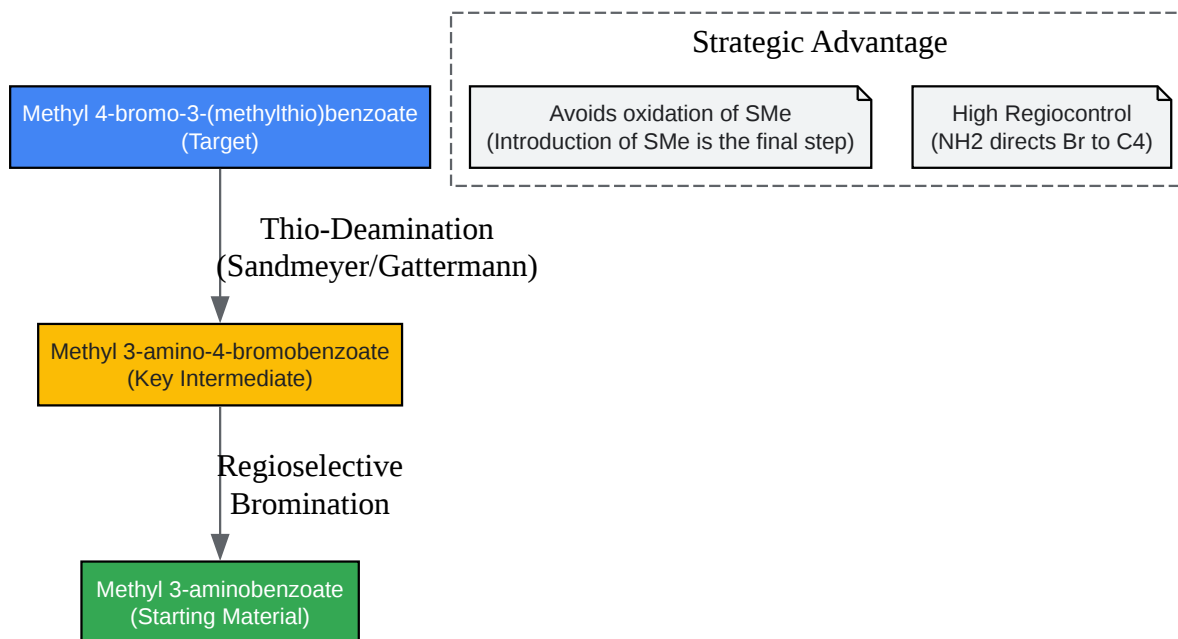 Strategic Advantage
Methyl 4-bromo-3-(methylthio)benzoate
(Target)
Avoids oxidation of SMe
(Introduction of SMe is the final step)
High Regiocontrol
(NH2 directs Br to C4)
Thio-Deamination
(Sandmeyer/Gattermann)
Methyl 3-amino-4-bromobenzoate
(Key Intermediate)
Regioselective
Bromination
Methyl 3-aminobenzoate
(Starting Material)